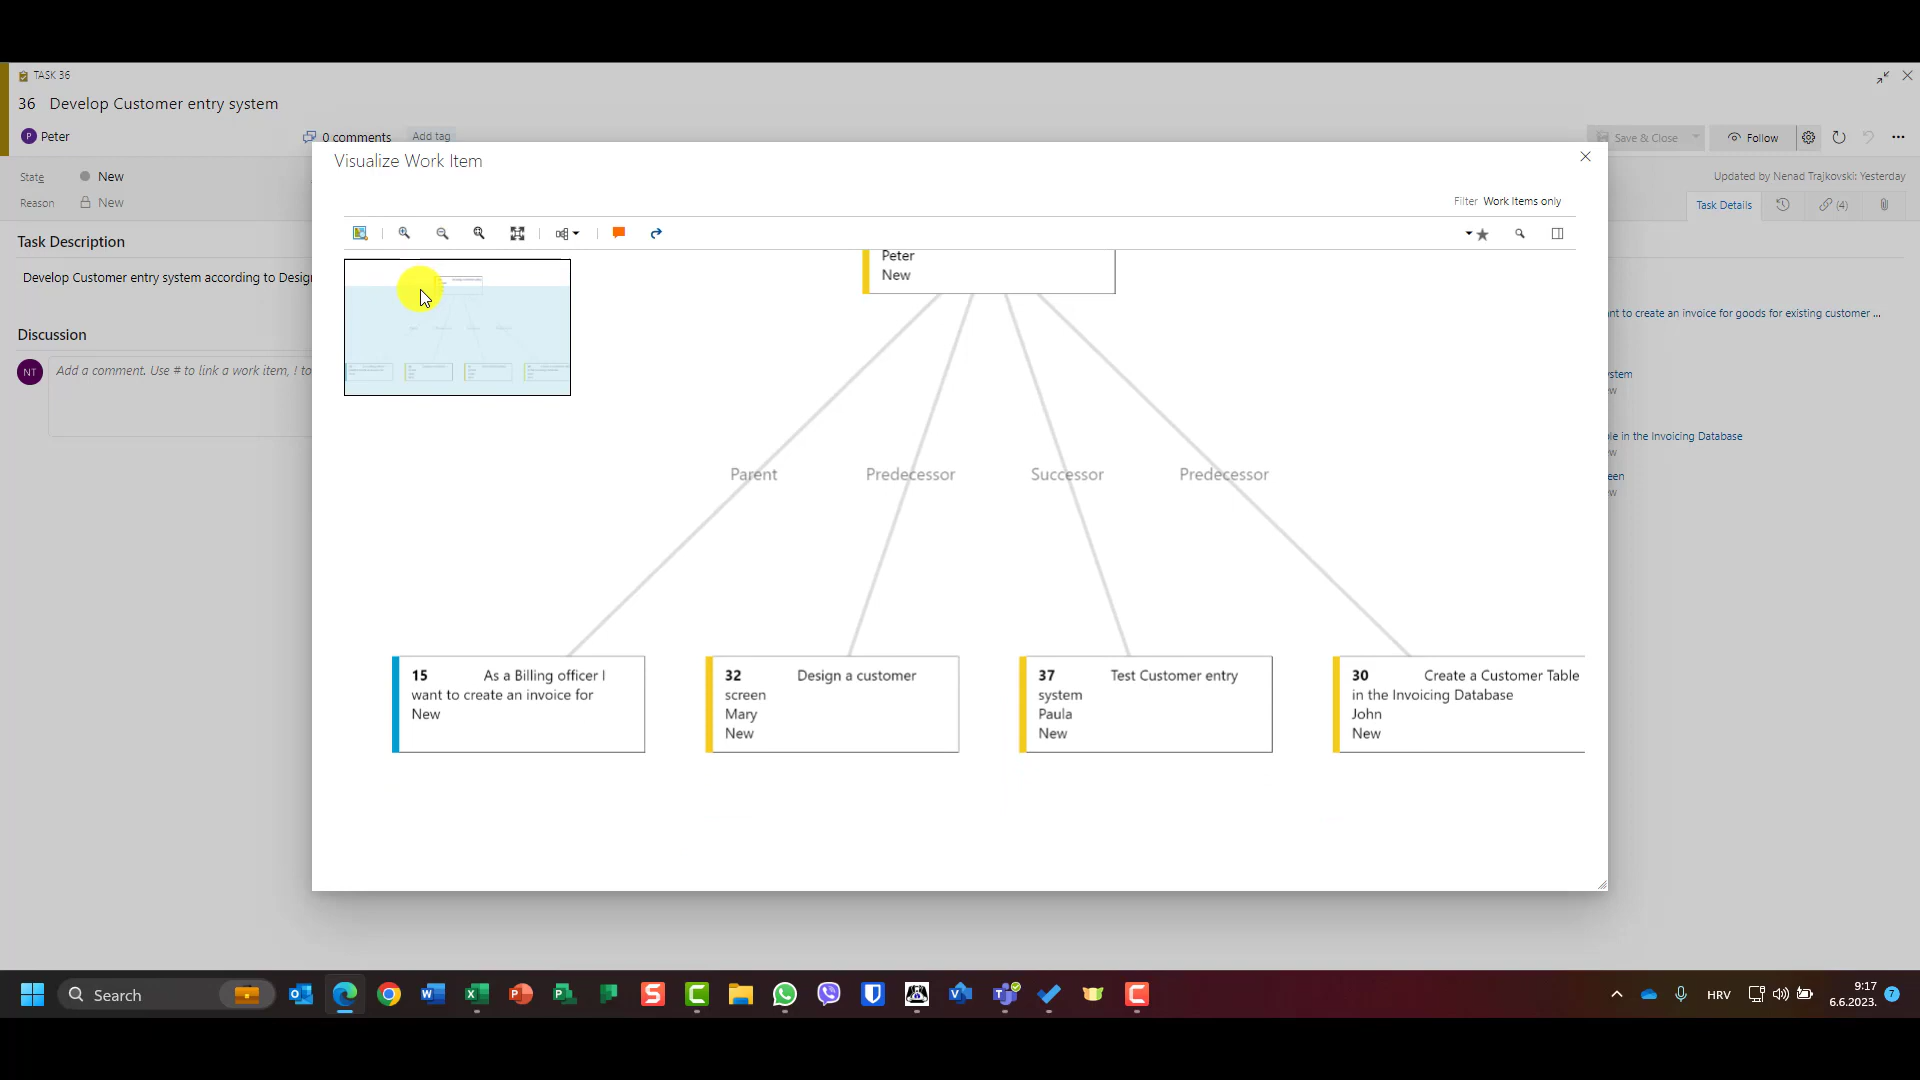 TASK 36
36 Develop Customer entry system
P Peter
0 comments
Add tag
Save & Close
Follow
State
New
Reason
New
Updated by Nenad Trajkovski: Yesterday
Task Details
(4)
Task Description
Develop Customer entry system according to Desig
Discussion
NT
Add a comment. Use # to link a work item, ! to
Visualize Work Item
Filter Work Items only
Peter
New
Parent
Predecessor
Successor
Predecessor
15 As a Billing officer I
want to create an invoice for
New
32 Design a customer
screen
Mary
New
37 Test Customer entry
system
Paula
New
30 Create a Customer Table
in the Invoicing Database
John
New
nt to create an invoice for goods for existing customer ...
stem
ew
le in the Invoicing Database
ew
een
ew
Search
HRV
9:17
6.6.2023.
7